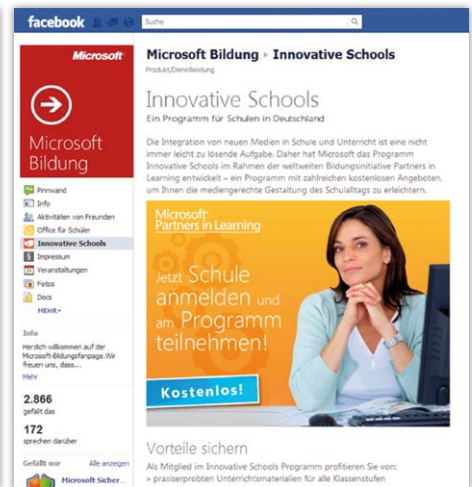 facebook
Suche
Microsoft
Microsoft
Bildung
Pinnwand
Info
Aktivitäten von Freunden
Office für Schüler
Innovative Schools
Impressum
Veranstaltungen
Fotos
Docs
MEHR
Info
Herzlich willkommen auf der
Microsoft-Bildungsfanpage. Wir
freuen uns, dass...
Mehr
2.866
gefällt das
172
sprechen darüber
Gefällt mir Alle anzeigen
Microsoft Sicher...
Microsoft Bildung ▸ Innovative Schools
Produkt/Dienstleistung
Innovative Schools
Ein Programm für Schulen in Deutschland
Die Integration von neuen Medien in Schule und Unterricht ist eine nicht
immer leicht zu lösende Aufgabe. Daher hat Microsoft das Programm
Innovative Schools im Rahmen der weltweiten Bildungsinitiative Partners in
Learning entwickelt – ein Programm mit zahlreichen kostenlosen Angeboten,
um Ihnen die mediengerechte Gestaltung des Schulalltags zu erleichtern.
Microsoft
Partners in Learning
Jetzt Schule
anmelden und
am Programm
teilnehmen!
Kostenlos!
Vorteile sichern
Als Mitglied im Innovative Schools Programm profitieren Sie von:
» praxiserprobten Unterrichtsmaterialien für alle Klassenstufen